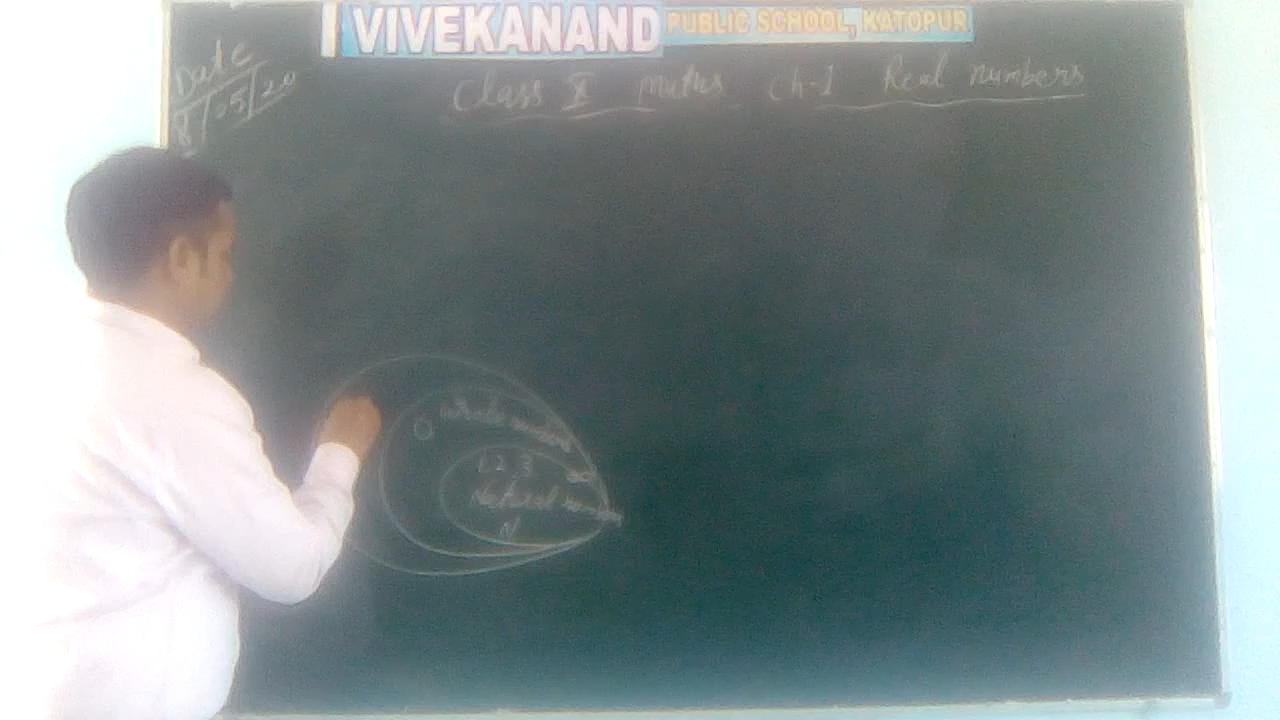 VIVEKANAND PUBLIC SCHOOL, KATOPUR
Date
8/05/20
Class X Maths Ch-1 Real numbers
0 Whole numbers
1 2 3
Natural numbers
N